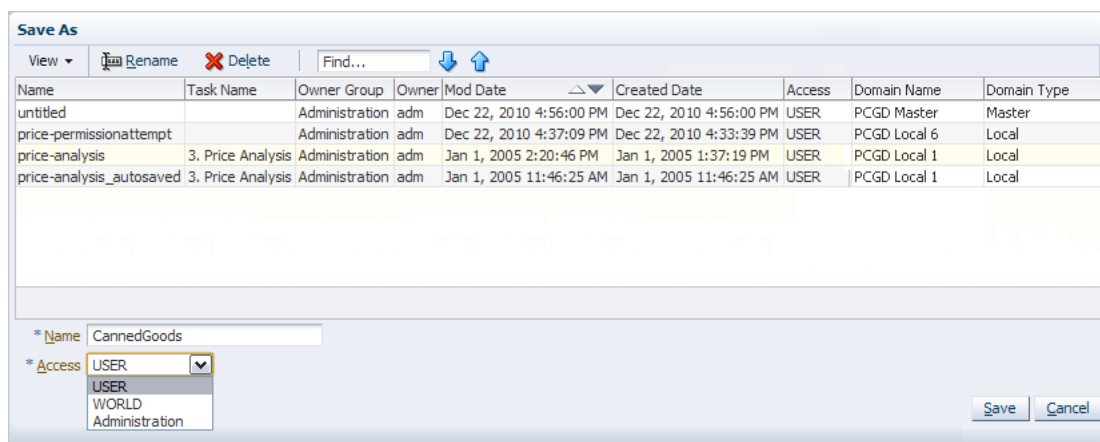 Save As
View Rename Delete Find...
Name Task Name Owner Group Owner Mod Date Created Date Access Domain Name Domain Type
untitled Administration adm Dec 22, 2010 4:56:00 PM Dec 22, 2010 4:56:00 PM USER PCGD Master Master
price-permissionattempt Administration adm Dec 22, 2010 4:37:09 PM Dec 22, 2010 4:33:39 PM USER PCGD Local 6 Local
price-analysis 3. Price Analysis Administration adm Jan 1, 2005 2:20:46 PM Jan 1, 2005 1:37:19 PM USER PCGD Local 1 Local
price-analysis_autosaved 3. Price Analysis Administration adm Jan 1, 2005 11:46:25 AM Jan 1, 2005 11:46:25 AM USER PCGD Local 1 Local
* Name CannedGoods
* Access USER
USER
WORLD
Administration
Save Cancel